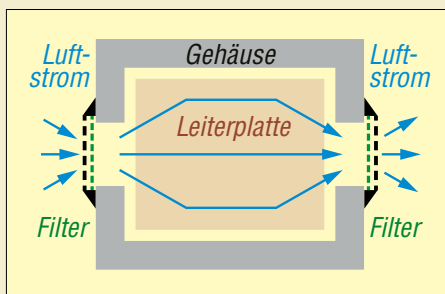 Luft-
strom
Gehäuse
Luft-
strom
Leiterplatte
Filter
Filter